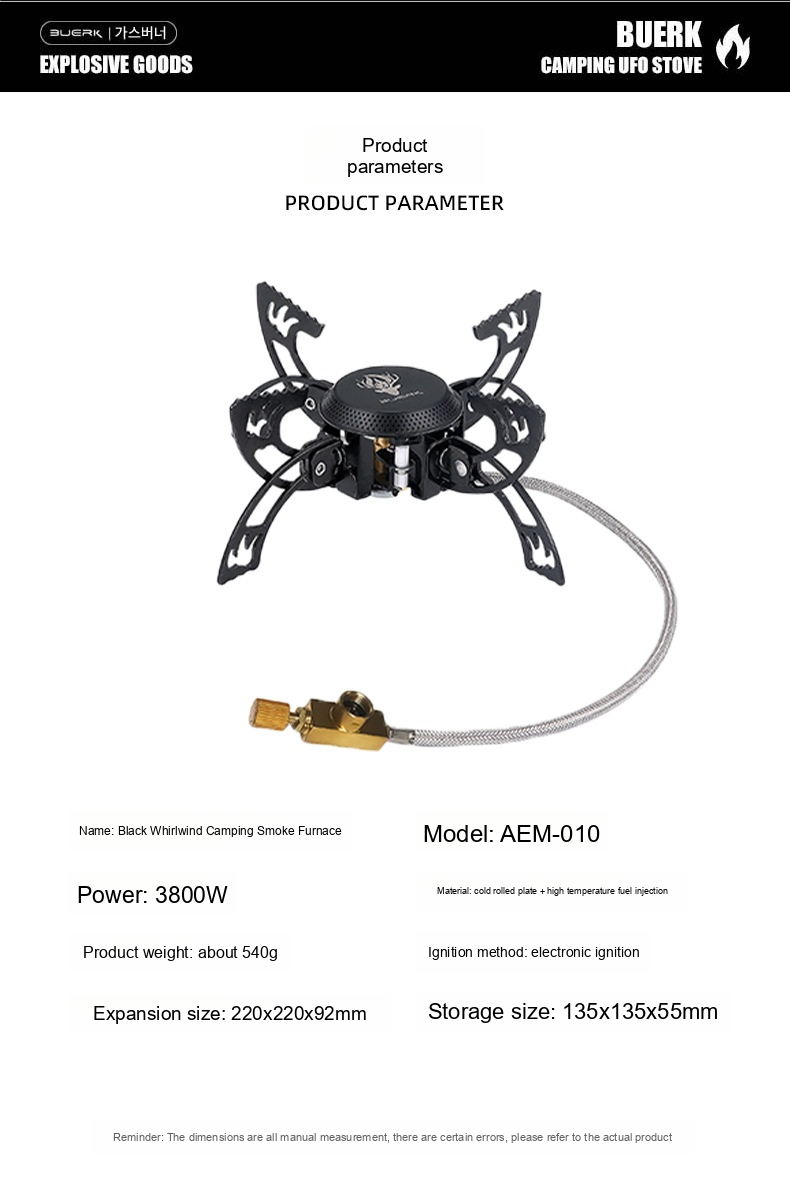 BUERK | 가스버너
EXPLOSIVE GOODS
BUERK
CAMPING UFO STOVE
Product
parameters
PRODUCT PARAMETER
Name: Black Whirlwind Camping Smoke Furnace
Model: AEM-010
Power: 3800W
Material: cold rolled plate + high temperature fuel injection
Product weight: about 540g
Ignition method: electronic ignition
Expansion size: 220x220x92mm
Storage size: 135x135x55mm
Reminder: The dimensions are all manual measurement, there are certain errors, please refer to the actual product